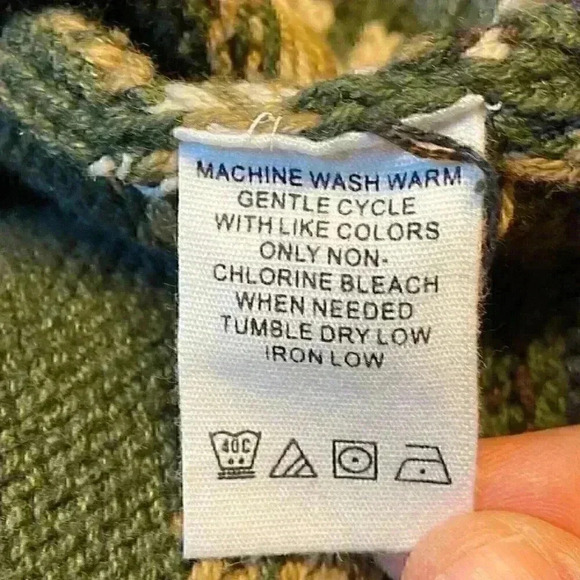 MACHINE WASH WARM
GENTLE CYCLE
WITH LIKE COLORS
ONLY NON-
CHLORINE BLEACH
WHEN NEEDED
TUMBLE DRY LOW
IRON LOW
40C